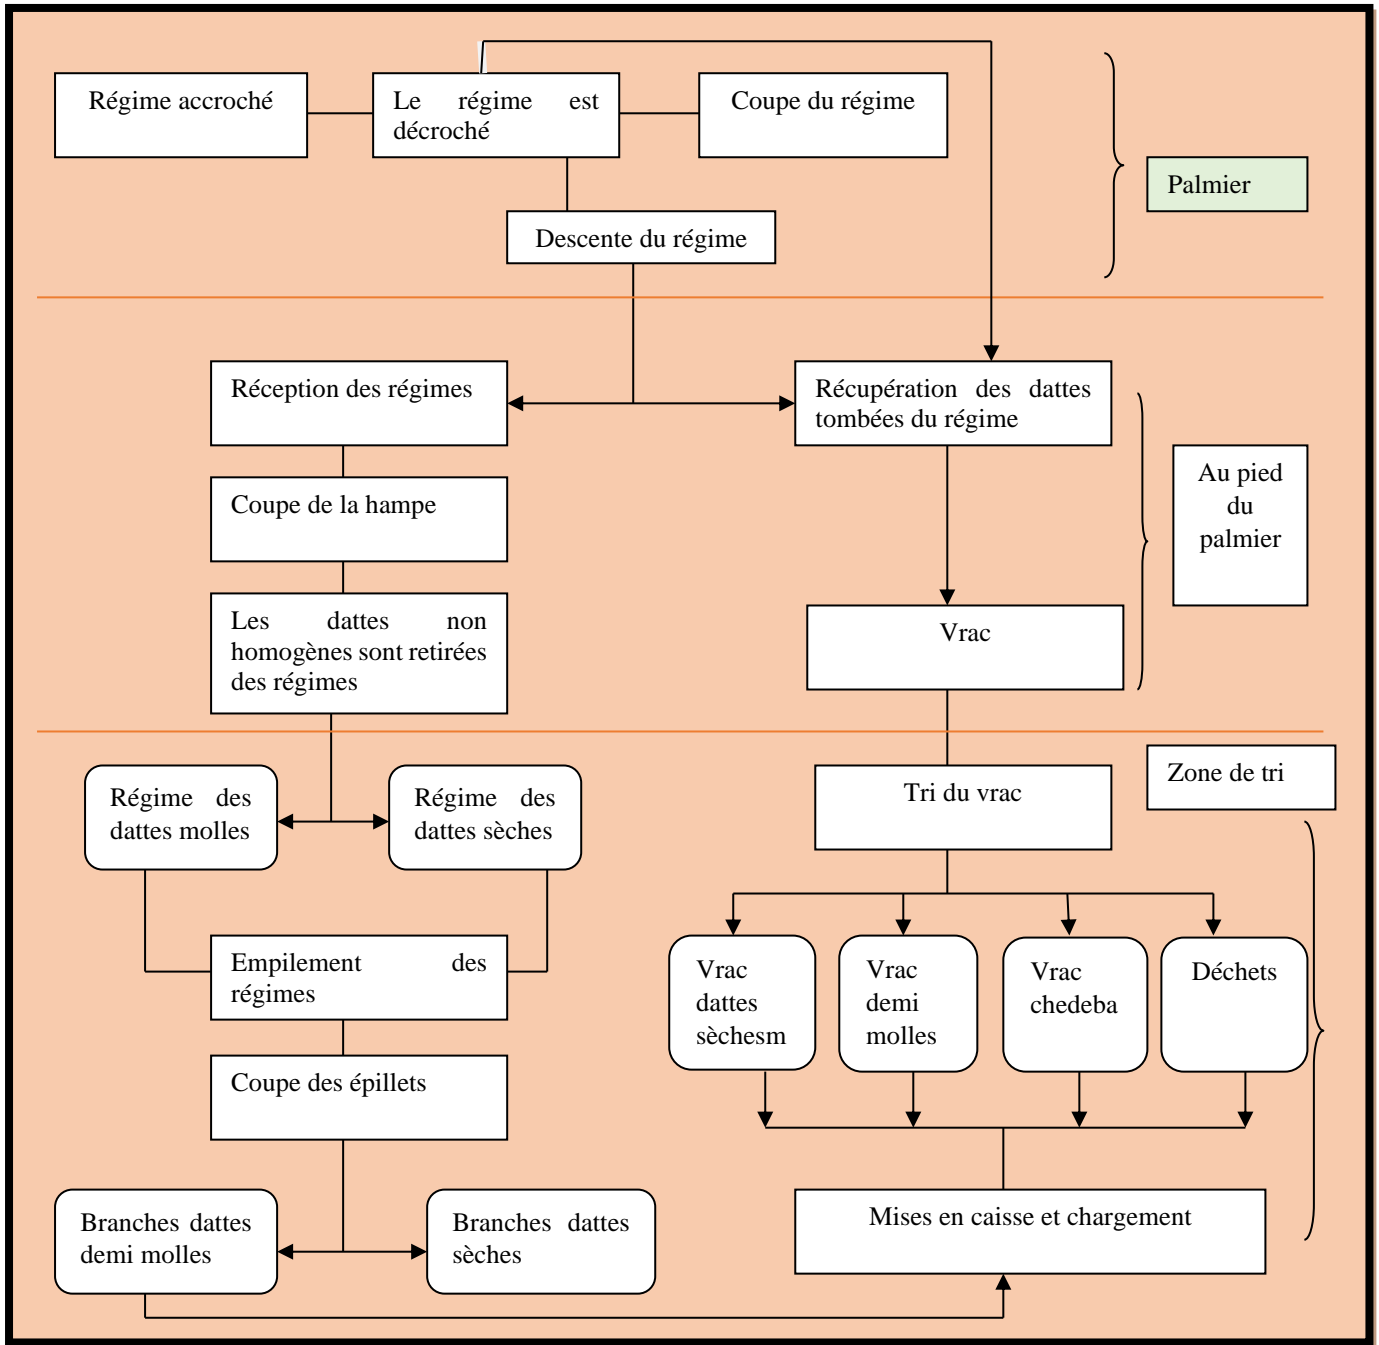 Régime accroché
Le régime est
décroché
Coupe du régime
Palmier
Descente du régime
Réception des régimes
Récupération des dattes
tombées du régime
Au pied
du
palmier
Coupe de la hampe
Les dattes non
homogènes sont retirées
des régimes
Vrac
Zone de tri
Régime des
dattes molles
Régime des
dattes sèches
Tri du vrac
Empilement des
régimes
Vrac
dattes
sèchesm
Vrac
demi
molles
Vrac
chedeba
Déchets
Coupe des épillets
Branches dattes
demi molles
Branches dattes
sèches
Mises en caisse et chargement